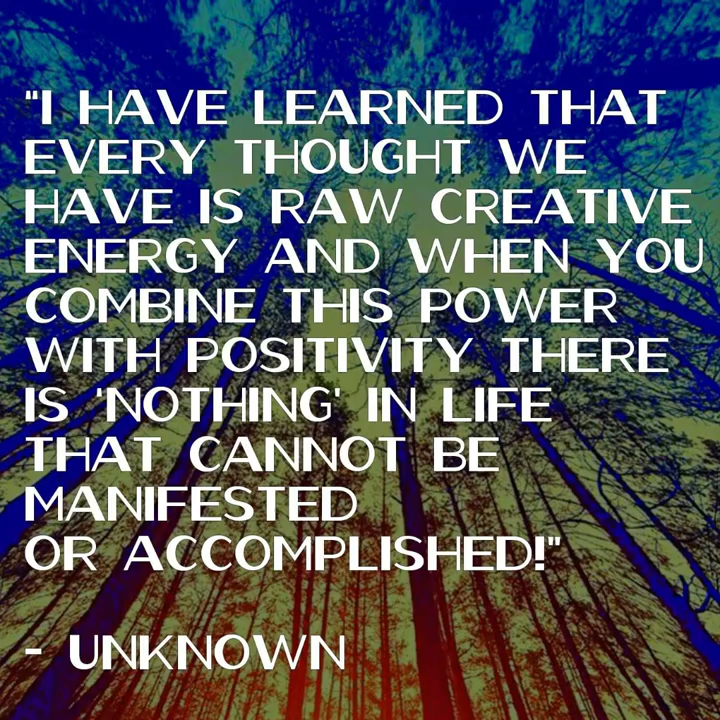 "I HAVE LEARNED THAT
EVERY THOUGHT WE
HAVE IS RAW CREATIVE
ENERGY AND WHEN YOU
COMBINE THIS POWER
WITH POSITIVITY THERE
IS 'NOTHING' IN LIFE
THAT CANNOT BE
MANIFESTED
OR ACCOMPLISHED!"
- UNKNOWN